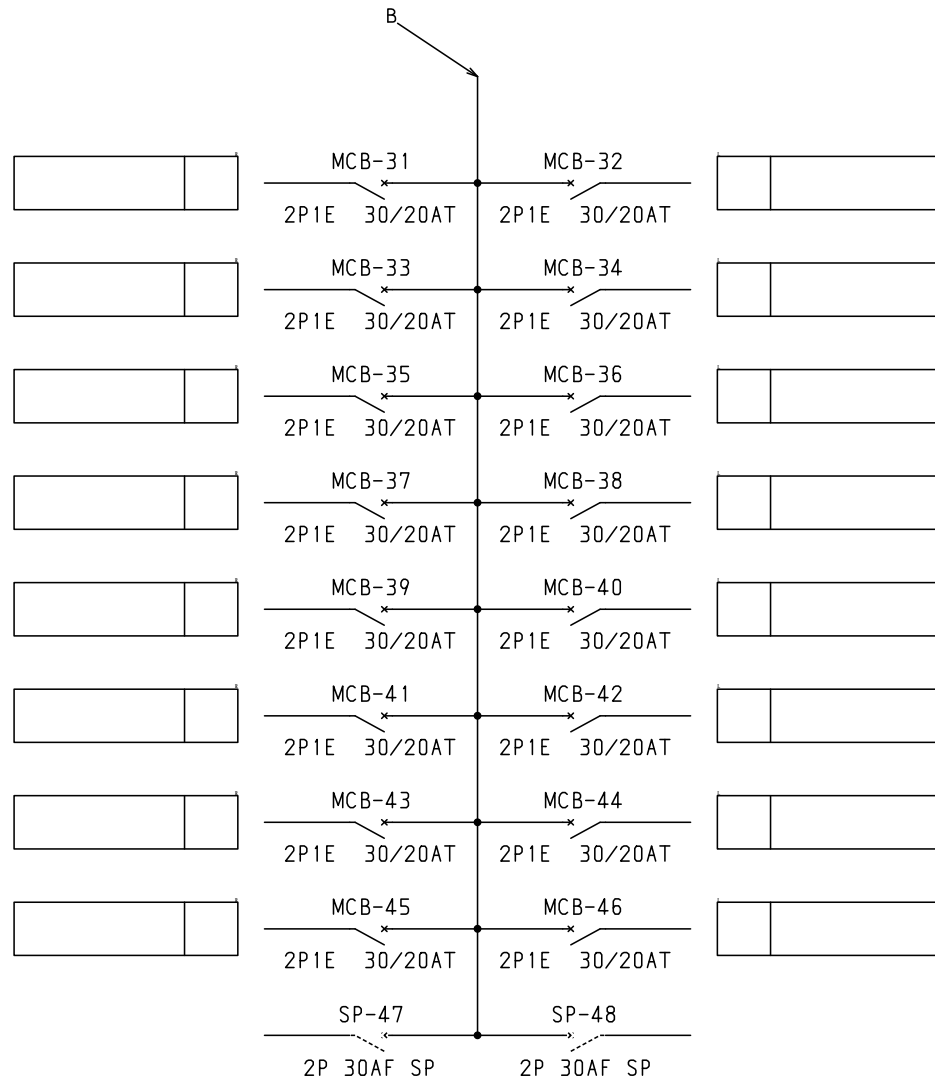 B
MCB-31 MCB-32
2P1E 30/20AT 2P1E 30/20AT
MCB-33 MCB-34
2P1E 30/20AT 2P1E 30/20AT
MCB-35 MCB-36
2P1E 30/20AT 2P1E 30/20AT
MCB-37 MCB-38
2P1E 30/20AT 2P1E 30/20AT
MCB-39 MCB-40
2P1E 30/20AT 2P1E 30/20AT
MCB-41 MCB-42
2P1E 30/20AT 2P1E 30/20AT
MCB-43 MCB-44
2P1E 30/20AT 2P1E 30/20AT
MCB-45 MCB-46
2P1E 30/20AT 2P1E 30/20AT
SP-47 SP-48
2P 30AF SP 2P 30AF SP